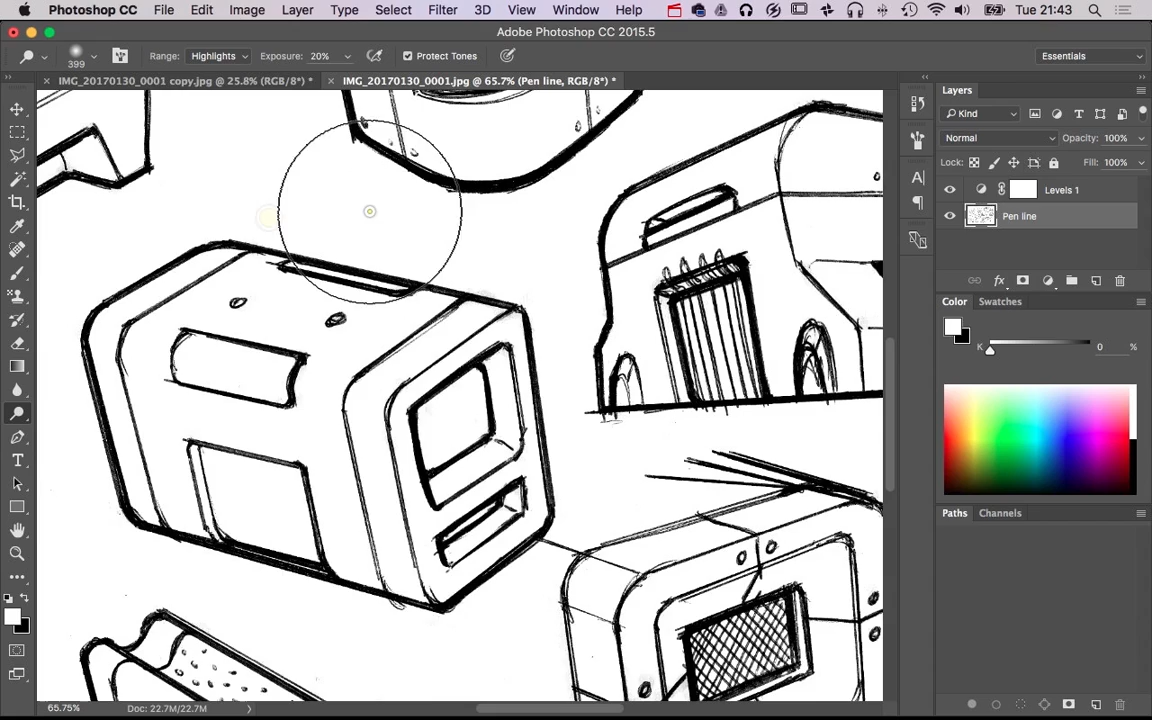 Photoshop CC File Edit Image Layer Type Select Filter 3D View Window Help Tue 21:43
Adobe Photoshop CC 2015.5
399 Range: Highlights Exposure: 20% Protect Tones Essentials
IMG_20170130_0001 copy.jpg @ 25.8% (RGB/8*) * IMG_20170130_0001.jpg @ 65.7% (Pen line, RGB/8*) *
Layers
Kind
Normal Opacity: 100%
Lock: Fill: 100%
Levels 1
Pen line
fx
Color Swatches
K 0 %
Paths Channels
65.75% Doc: 22.7M/22.7M